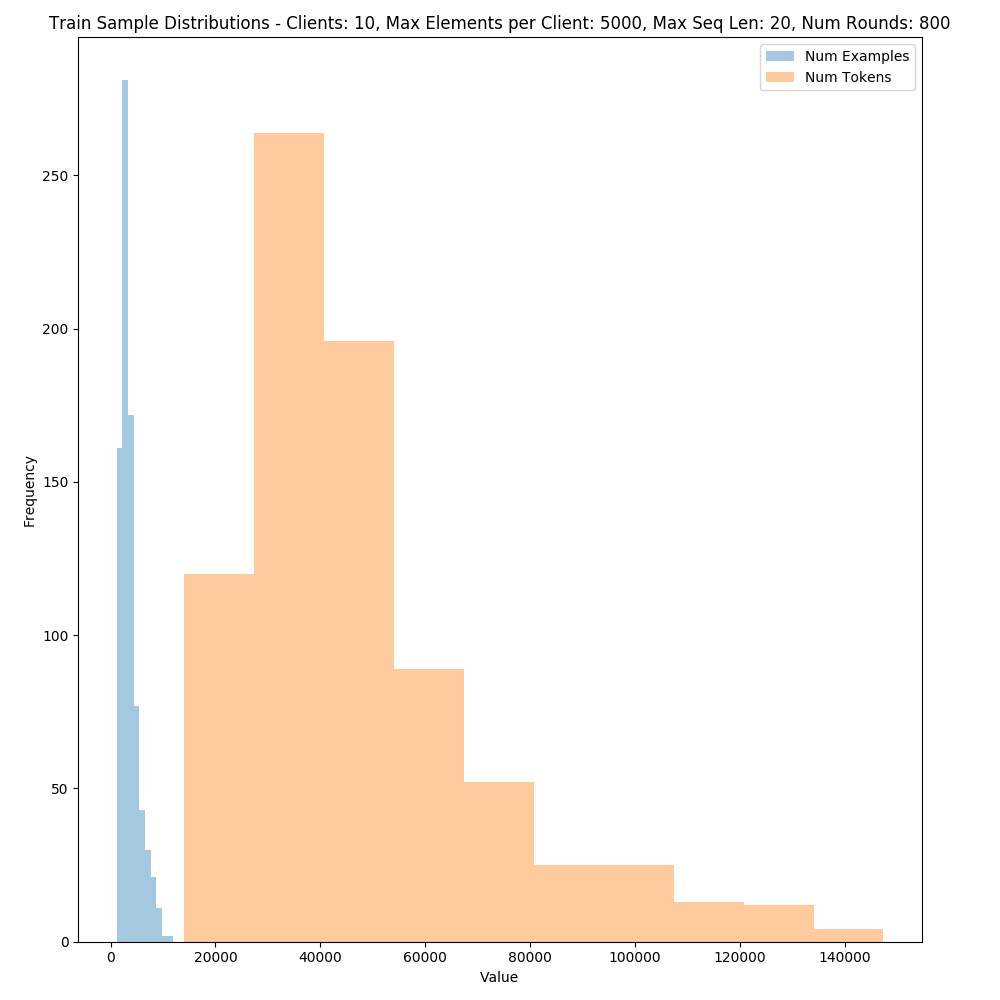 Train Sample Distributions - Clients: 10, Max Elements per Client: 5000, Max Seq Len: 20, Num Rounds: 800
Num Examples
Num Tokens
250
200
150
100
50
0
Frequency
0 20000 40000 60000 80000 100000 120000 140000
Value